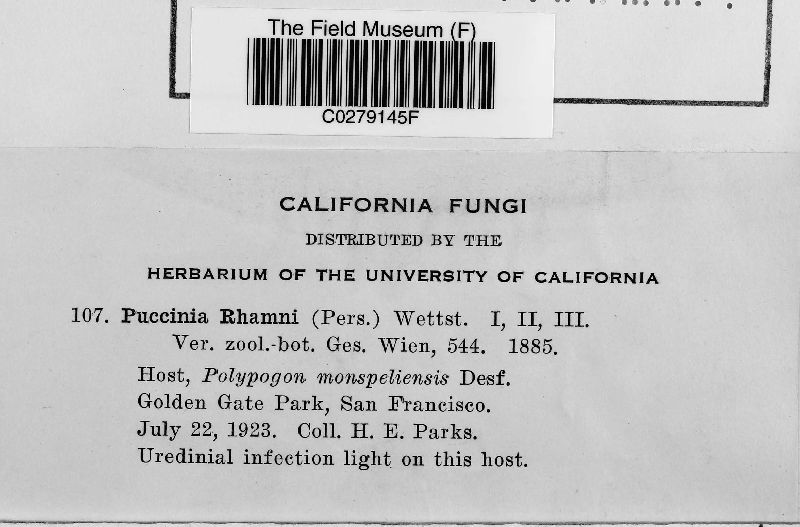 The Field Museum (F)
C0279145F
CALIFORNIA FUNGI
DISTRIBUTED BY THE
HERBARIUM OF THE UNIVERSITY OF CALIFORNIA
107. Puccinia Rhamni (Pers.) Wettst. I, II, III.
Ver. zool.-bot. Ges. Wien, 544. 1885.
Host, Polypogon monspeliensis Desf.
Golden Gate Park, San Francisco.
July 22, 1923. Coll. H. E. Parks.
Uredinial infection light on this host.